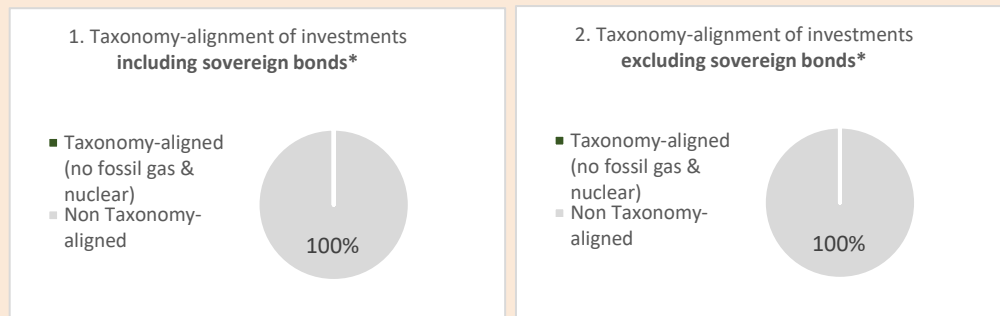 1. Taxonomy-alignment of investments
including sovereign bonds*
Taxonomy-aligned
(no fossil gas &
nuclear)
Non Taxonomy-
aligned
100%
2. Taxonomy-alignment of investments
excluding sovereign bonds*
Taxonomy-aligned
(no fossil gas &
nuclear)
Non Taxonomy-
aligned
100%